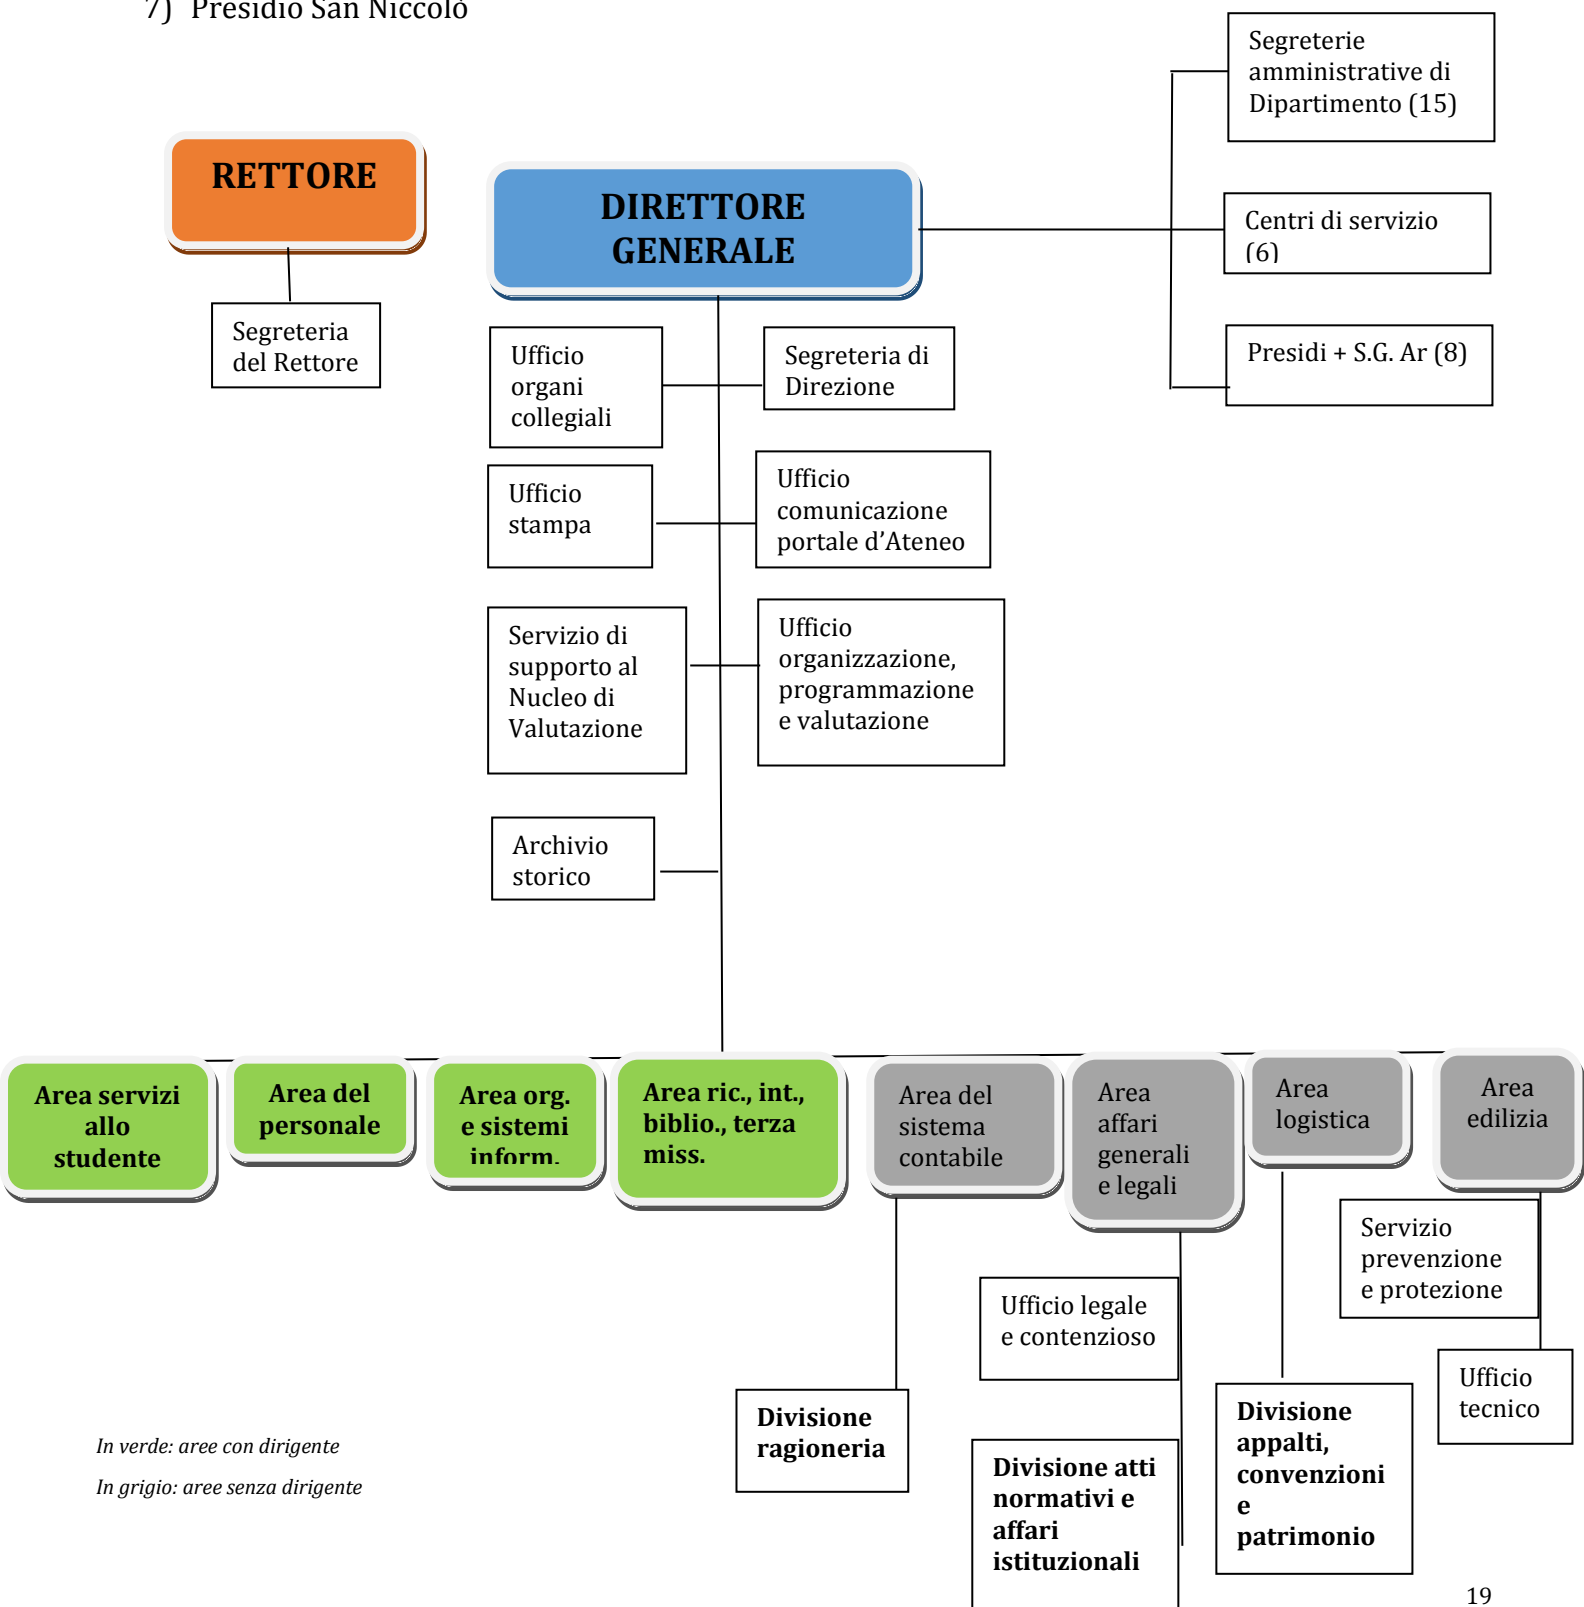 7) Presidio San Niccolò
Segreterie
amministrative di
Dipartimento (15)
RETTORE
DIRETTORE
GENERALE
Centri di servizio
(6)
Segreteria
del Rettore
Presidi + S.G. Ar (8)
Ufficio
organi
collegiali
Segreteria di
Direzione
Ufficio
stampa
Ufficio
comunicazione
portale d’Ateneo
Servizio di
supporto al
Nucleo di
Valutazione
Ufficio
organizzazione,
programmazione
e valutazione
Archivio
storico
Area servizi
allo
studente
Area del
personale
Area org.
e sistemi
inform.
Area ric., int.,
biblio., terza
miss.
Area del
sistema
contabile
Area
affari
generali
e legali
Area
logistica
Area
edilizia
Servizio
prevenzione
e protezione
Ufficio legale
e contenzioso
Ufficio
tecnico
Divisione
ragioneria
Divisione atti
normativi e
affari
istituzionali
Divisione
appalti,
convenzioni
e
patrimonio
In verde: aree con dirigente
In grigio: aree senza dirigente
19